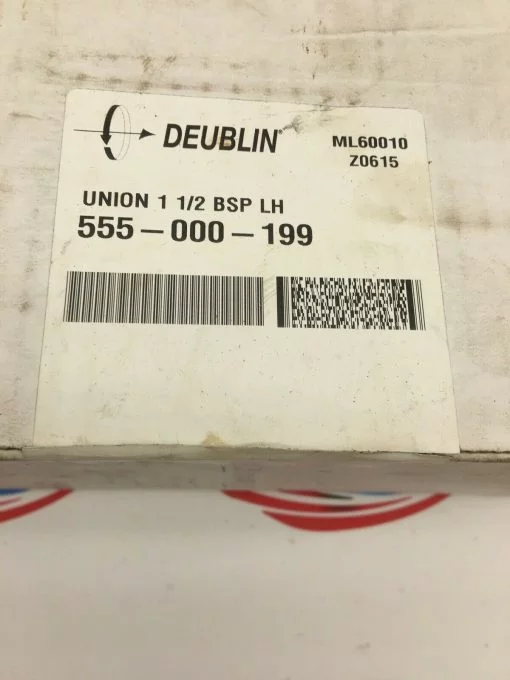 DEUBLIN®
ML60010
Z0615
UNION 1 1/2 BSP LH
555-000-199